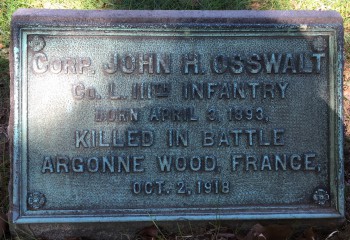 CORP. JOHN H. OSSWALT
CO. L. 111TH INFANTRY
BORN APRIL 3, 1893,
KILLED IN BATTLE
ARGONNE WOOD, FRANCE,
OCT. 2, 1918